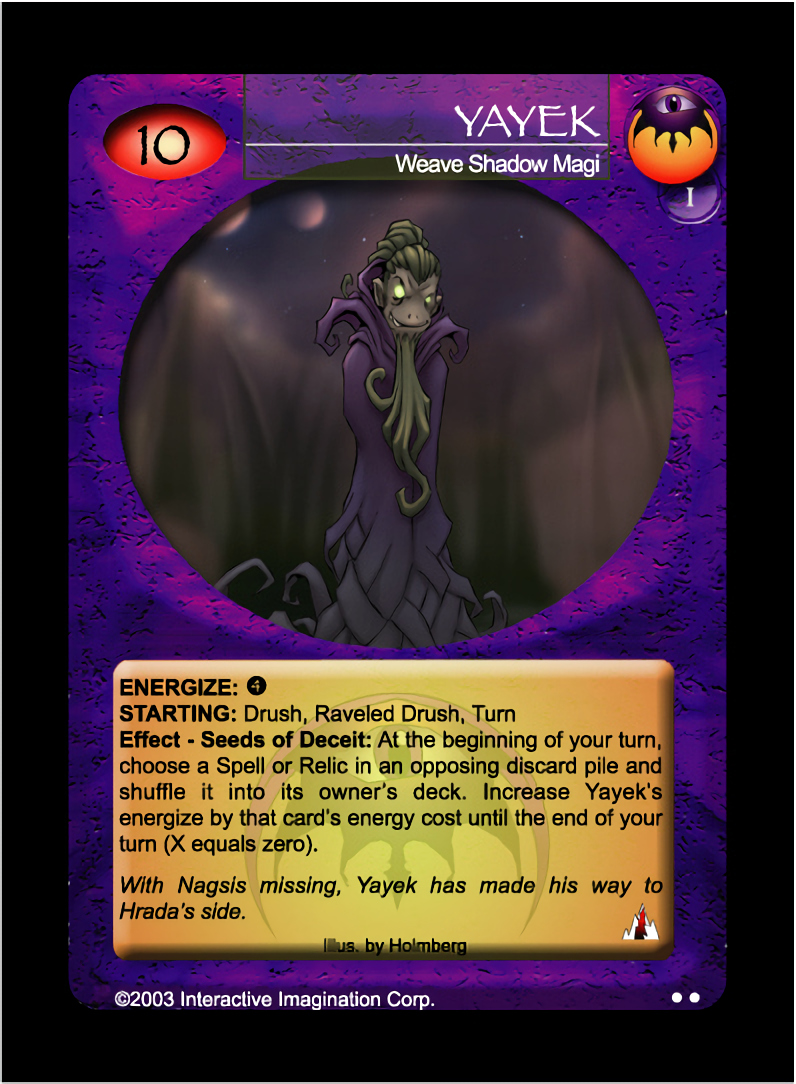 10
YAYEK
Weave Shadow Magi
I
ENERGIZE: 4
STARTING: Drush, Raveled Drush, Turn
Effect - Seeds of Deceit: At the beginning of your turn,
choose a Spell or Relic in an opposing discard pile and
shuffle it into its owner's deck. Increase Yayek's
energize by that card's energy cost until the end of your
turn (X equals zero).
With Nagsis missing, Yayek has made his way to
Hrada's side.
Illus. by Holmberg
©2003 Interactive Imagination Corp.